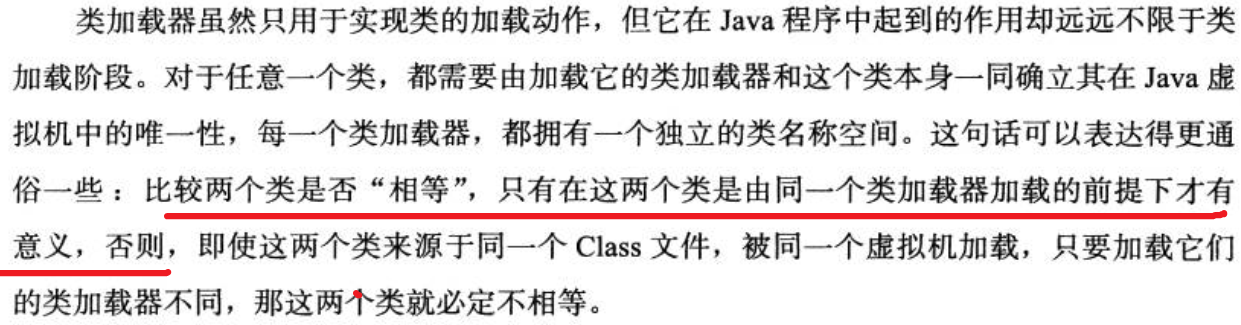 类加载器虽然只用于实现类的加载动作，但它在 Java 程序中起到的作用却远远不限于类
加载阶段。对于任意一个类，都需要由加载它的类加载器和这个类本身一同确立其在 Java 虚
拟机中的唯一性，每一个类加载器，都拥有一个独立的类名称空间。这句话可以表达得更通
俗一些：比较两个类是否“相等”，只有在这两个类是由同一个类加载器加载的前提下才有
意义，否则，即使这两个类来源于同一个 Class 文件，被同一个虚拟机加载，只要加载它们
的类加载器不同，那这两个类就必定不相等。